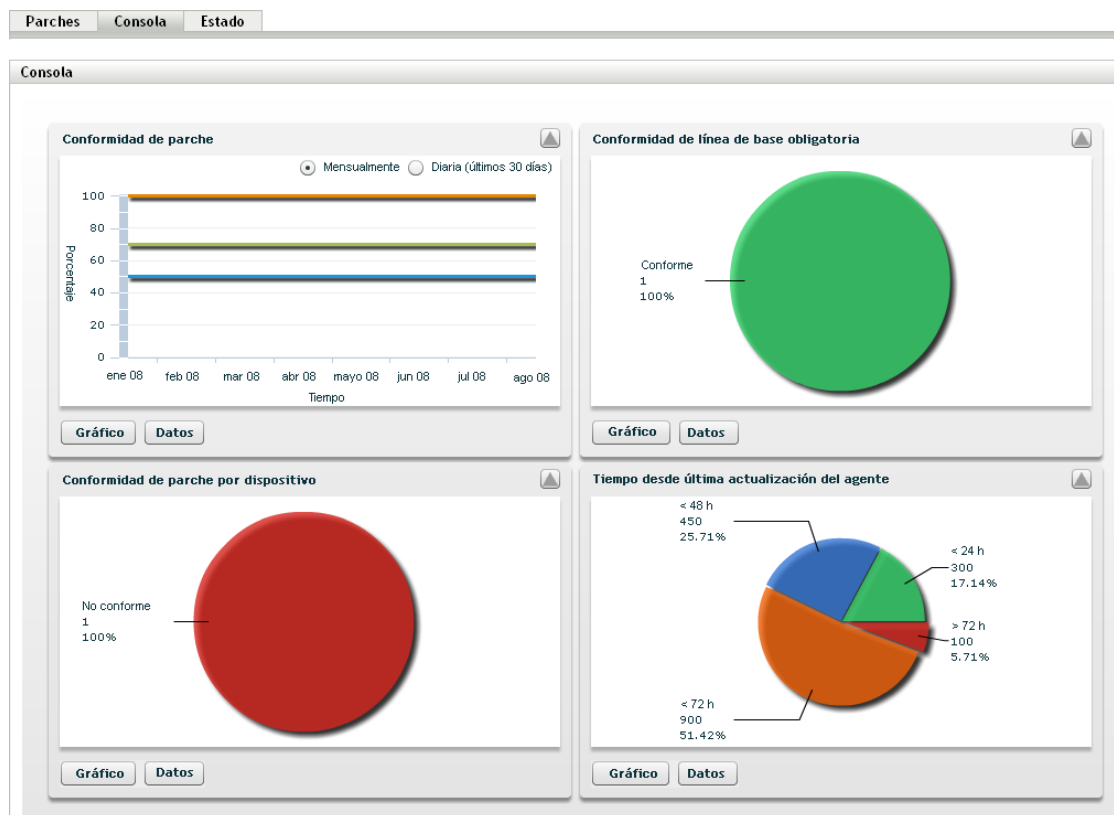 Parches Consola Estado
Consola
Conformidad de parche
Mensualmente Diaria (últimos 30 días)
100
80
60
40
20
0
Porcentaje
ene 08 feb 08 mar 08 abr 08 mayo 08 jun 08 jul 08 ago 08
Tiempo
Gráfico Datos
Conformidad de línea de base obligatoria
Conforme
1
100%
Gráfico Datos
Conformidad de parche por dispositivo
No conforme
1
100%
Gráfico Datos
Tiempo desde última actualización del agente
< 48 h
450
25.71%
< 24 h
300
17.14%
> 72 h
100
5.71%
< 72 h
900
51.42%
Gráfico Datos